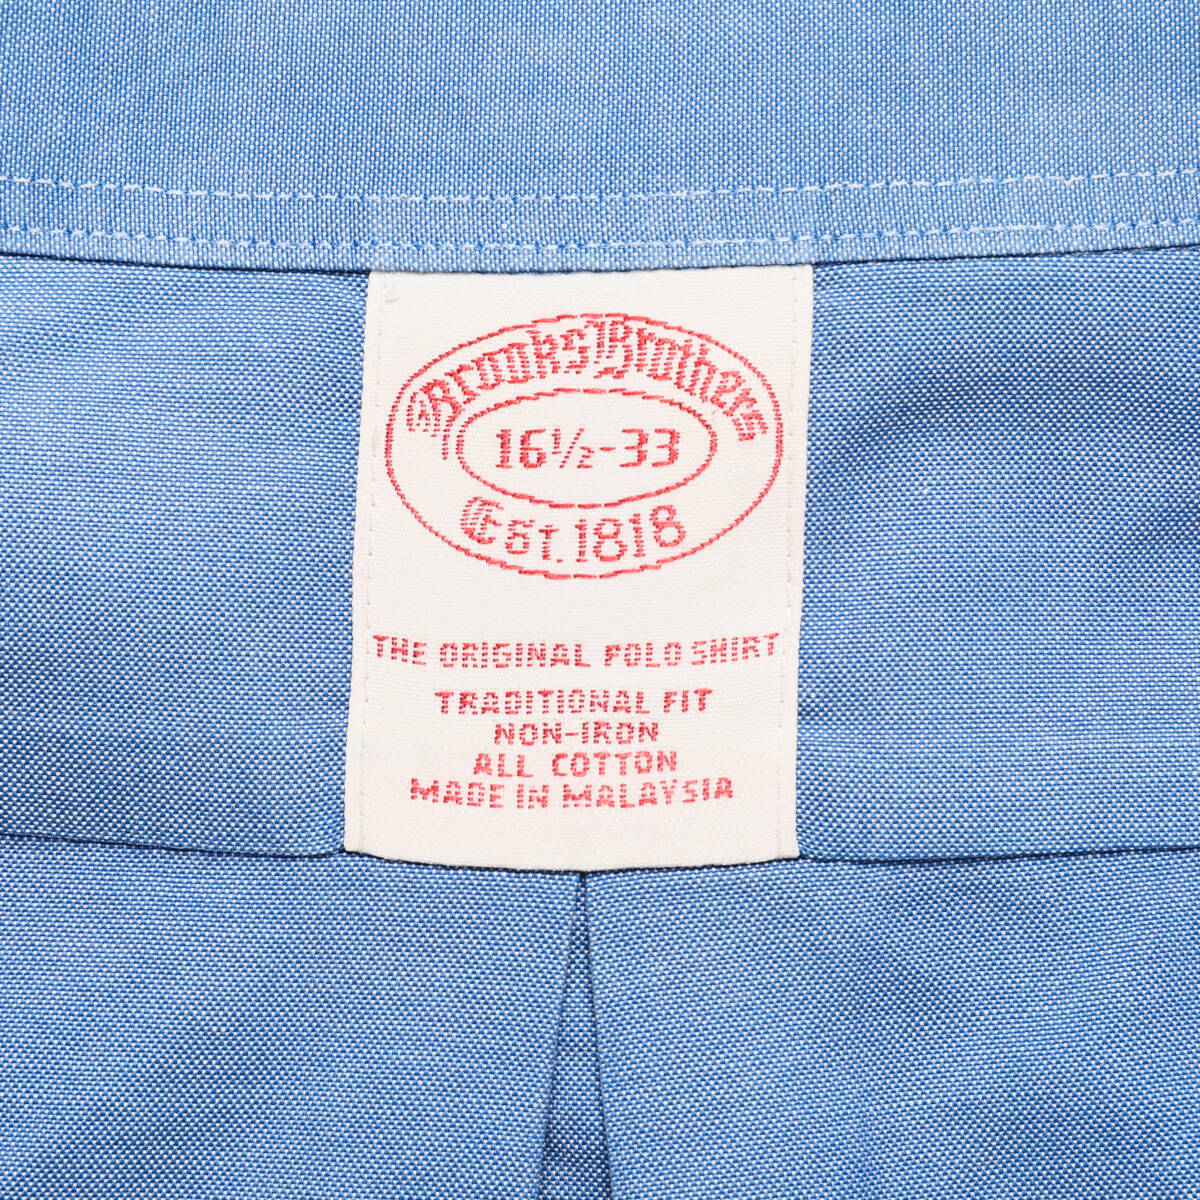 ® Brooks Brothers
16½-33
Est. 1818
THE ORIGINAL POLO SHIRT
TRADITIONAL FIT
NON-IRON
ALL COTTON
MADE IN MALAYSIA